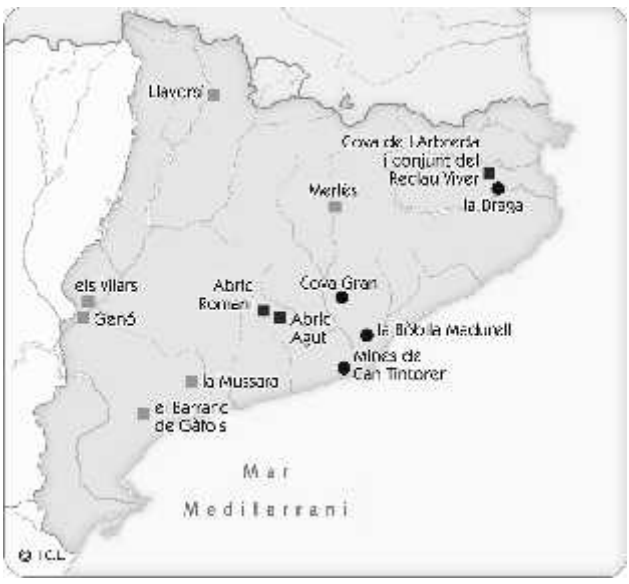 Llavorsí
Cova de l'Arbreda
i conjunt del
Reclau Viver
la Draga
Merlès
els Vilars
Genó
Abric
Romaní
Abric
Agut
Cova Gran
la Bòbila Madurell
Mines de
Can Tintorer
la Mussara
el Barranc
de Gàfols
Mar
Mediterrani